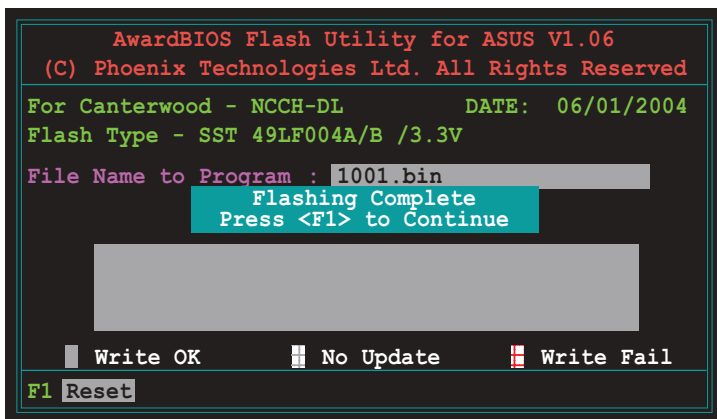 AwardBIOS Flash Utility for ASUS V1.06
(C) Phoenix Technologies Ltd. All Rights Reserved
For Canterwood - NCCH-DL DATE: 06/01/2004
Flash Type - SST 49LF004A/B /3.3V
File Name to Program : 1001.bin
Flashing Complete
Press <F1> to Continue
Write OK No Update Write Fail
F1 Reset